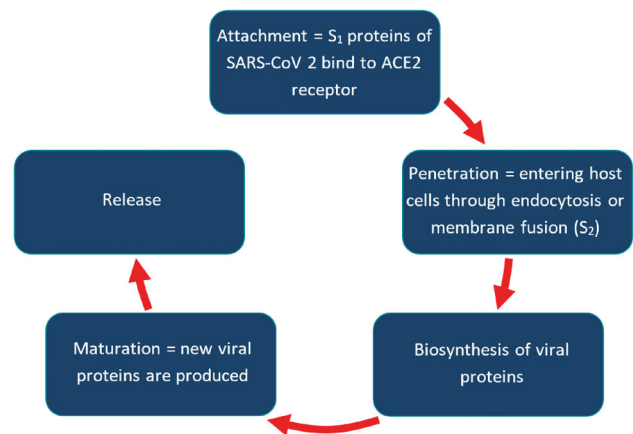 Attachment = S₁ proteins of
SARS-CoV 2 bind to ACE2
receptor
Penetration = entering host
cells through endocytosis or
membrane fusion (S₂)
Biosynthesis of viral
proteins
Maturation = new viral
proteins are produced
Release